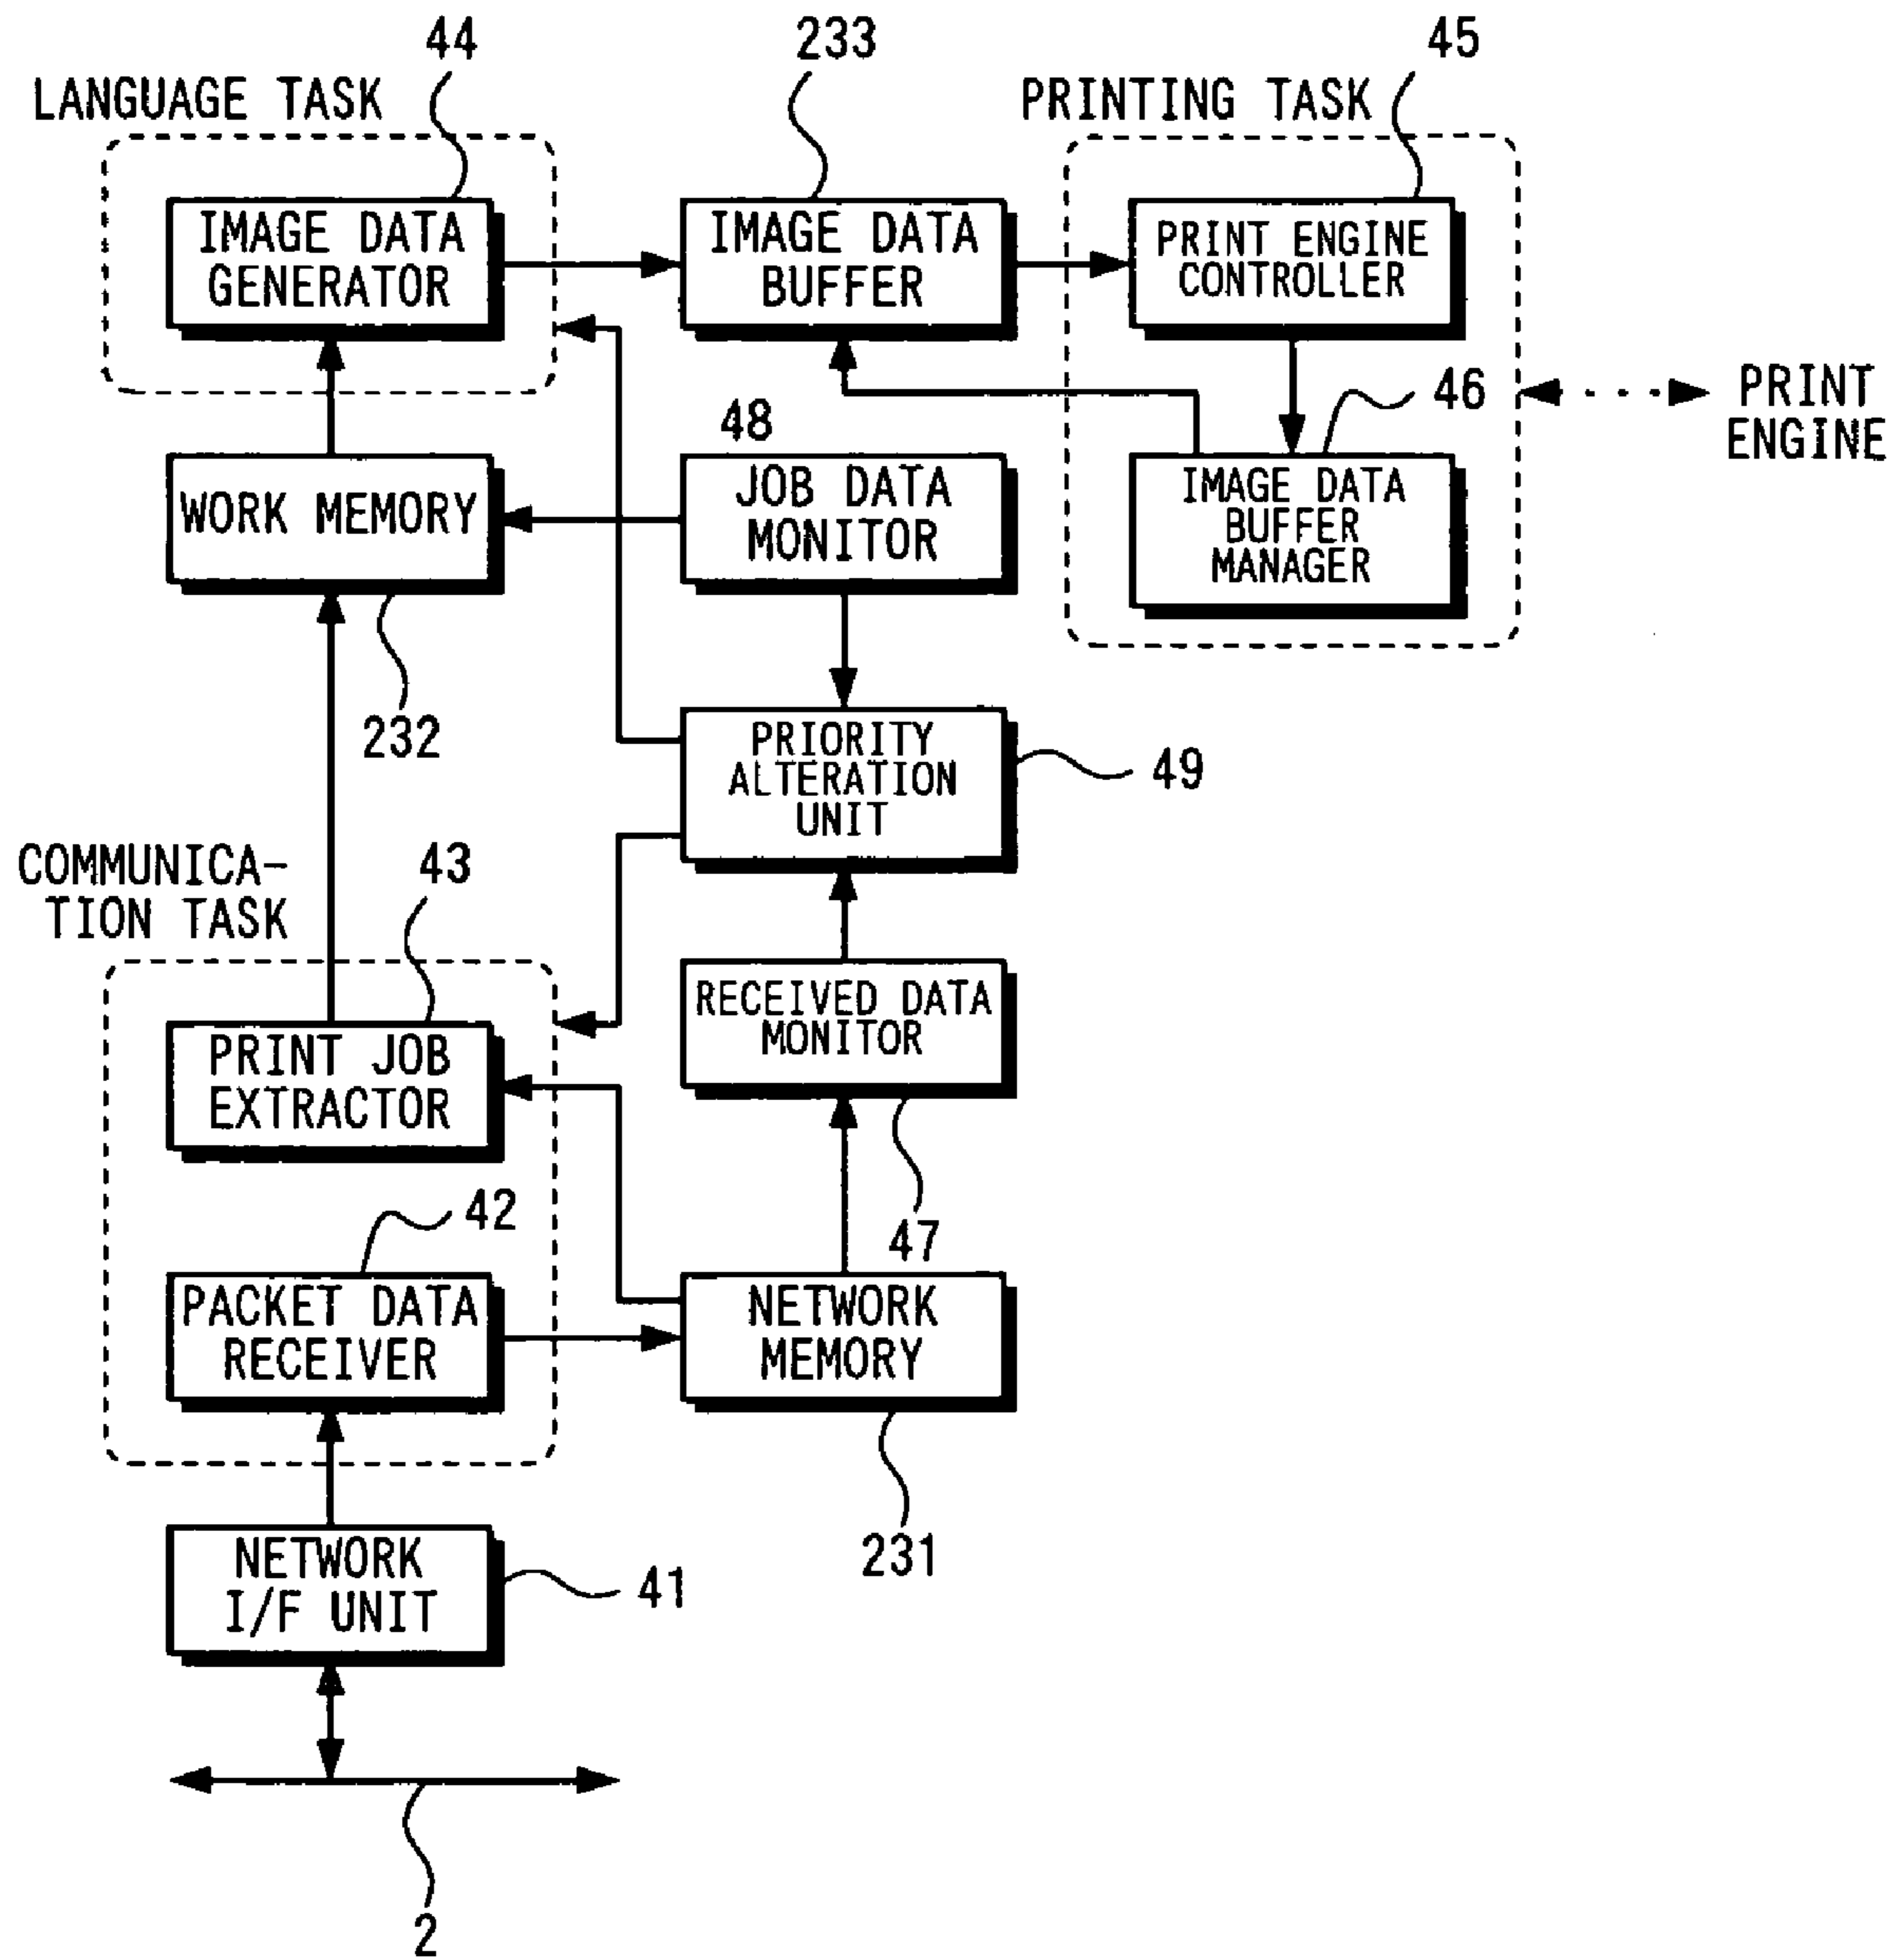 44
233
45
LANGUAGE TASK
PRINTING TASK
IMAGE DATA
GENERATOR
IMAGE DATA
BUFFER
PRINT ENGINE
CONTROLLER
46
PRINT
ENGINE
48
WORK MEMORY
JOB DATA
MONITOR
IMAGE DATA
BUFFER
MANAGER
232
PRIORITY
ALTERATION
UNIT
49
COMMUNICA-
TION TASK
43
RECEIVED DATA
MONITOR
PRINT JOB
EXTRACTOR
42
47
PACKET DATA
RECEIVER
NETWORK
MEMORY
231
NETWORK
I/F UNIT
41
2